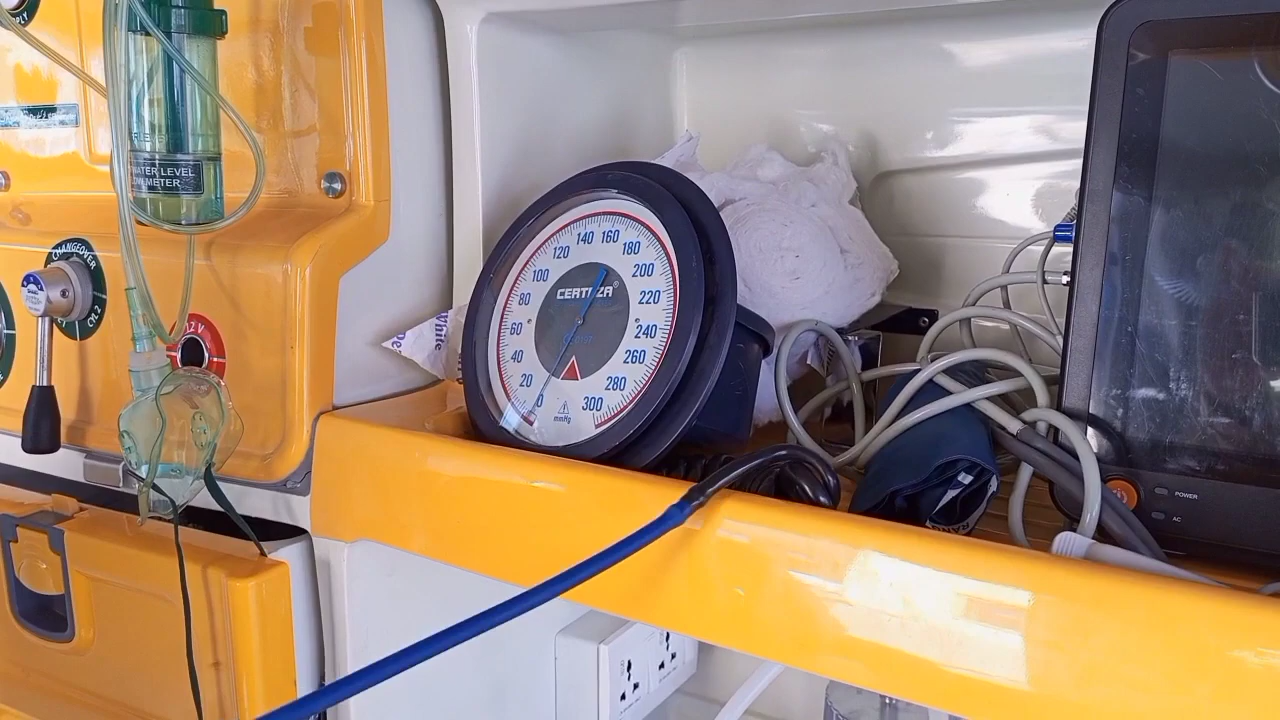 PLY
WATER LEVEL
CHANGEOVER
CYL 2
12 V
White
0
20
40
60
80
100
120
140
160
180
200
220
240
260
280
300
CERTEZA®
mmHg
POWER
AC